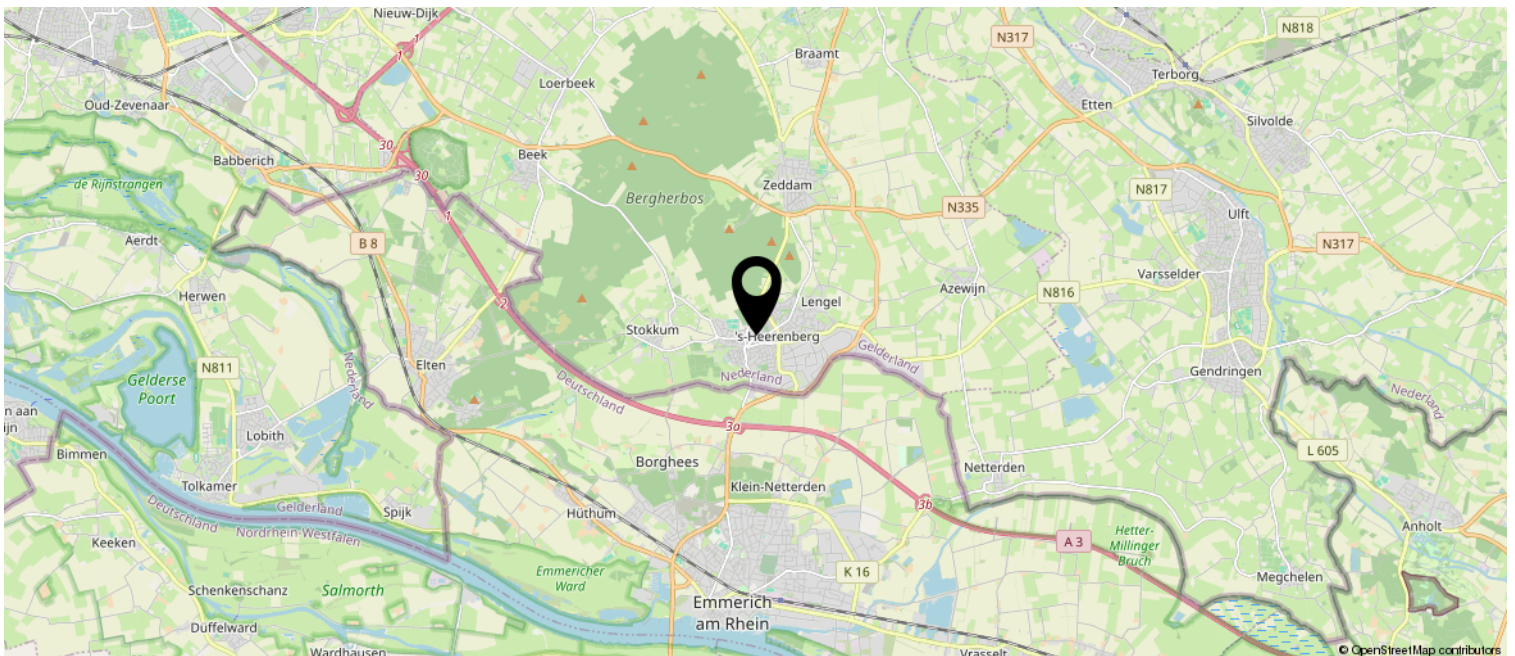 Nieuw-Dijk
1
1
N317
N818
Braamt
Loerbeek
Terborg
Oud-Zevenaar
Etten
Silvolde
30
Babberich
Beek
30
de Rijnstrangen
Zeddam
N817
Bergherbos
1
N335
Ulft
Aerdt
B 8
N317
Varsselder
Azewijn
N816
Herwen
2
Lengel
Stokkum
's-Heerenberg
Gelderland
Elten
N811
Nederland
Gelderse
Poort
Nederland
Deutschland
Gendringen
Nederland
n aan
ijn
3a
Lobith
Bimmen
L 605
Borghees
Netterden
Tolkamer
Klein-Netterden
Deutschland
Gelderland
Spijk
Hüthum
3b
Anholt
Nordrhein-Westfalen
Keeken
A 3
Hetter-
Millinger
Bruch
Emmericher
Ward
K 16
Megchelen
Schenkenschanz
Salmorth
Emmerich
am Rhein
Düffelward
Wardhausen
Vrasselt
© OpenStreetMap contributors